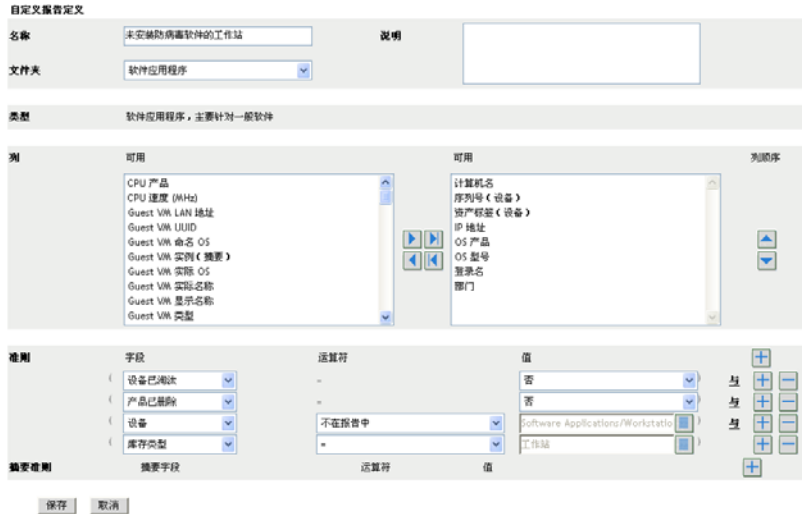 自定义报告定义
名称 未安装防病毒软件的工作站 说明
文件夹 软件应用程序
类型 软件应用程序，主要针对一般软件
列 可用 可用 列顺序
CPU 产品 计算机名
CPU 速度 (MHz) 序列号（设备）
Guest VM LAN 地址 资产标签（设备）
Guest VM UUID IP 地址
Guest VM 命名 OS OS 产品
Guest VM 实例（摘要） OS 型号
Guest VM 实际 OS 登录名
Guest VM 实际名称 部门
Guest VM 显示名称
Guest VM 类型
准则 字段 运算符 值
( 设备已淘汰 = 否 ) 与
( 产品已删除 = 否 ) 与
( 设备 不在报告中 Software Applications/Workstatio ) 与
( 库存类型 = 工作站 )
摘要准则 摘要字段 运算符 值
保存 取消